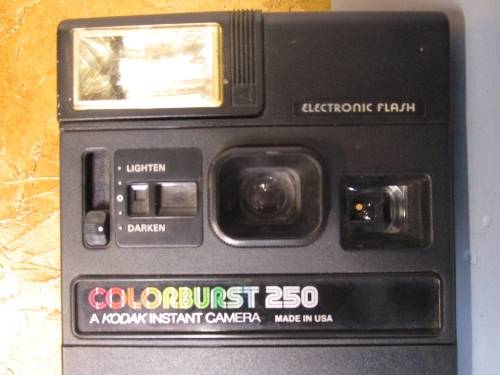 ELECTRONIC FLASH
LIGHTEN
DARKEN
COLORBURST 250
A KODAK INSTANT CAMERA MADE IN USA